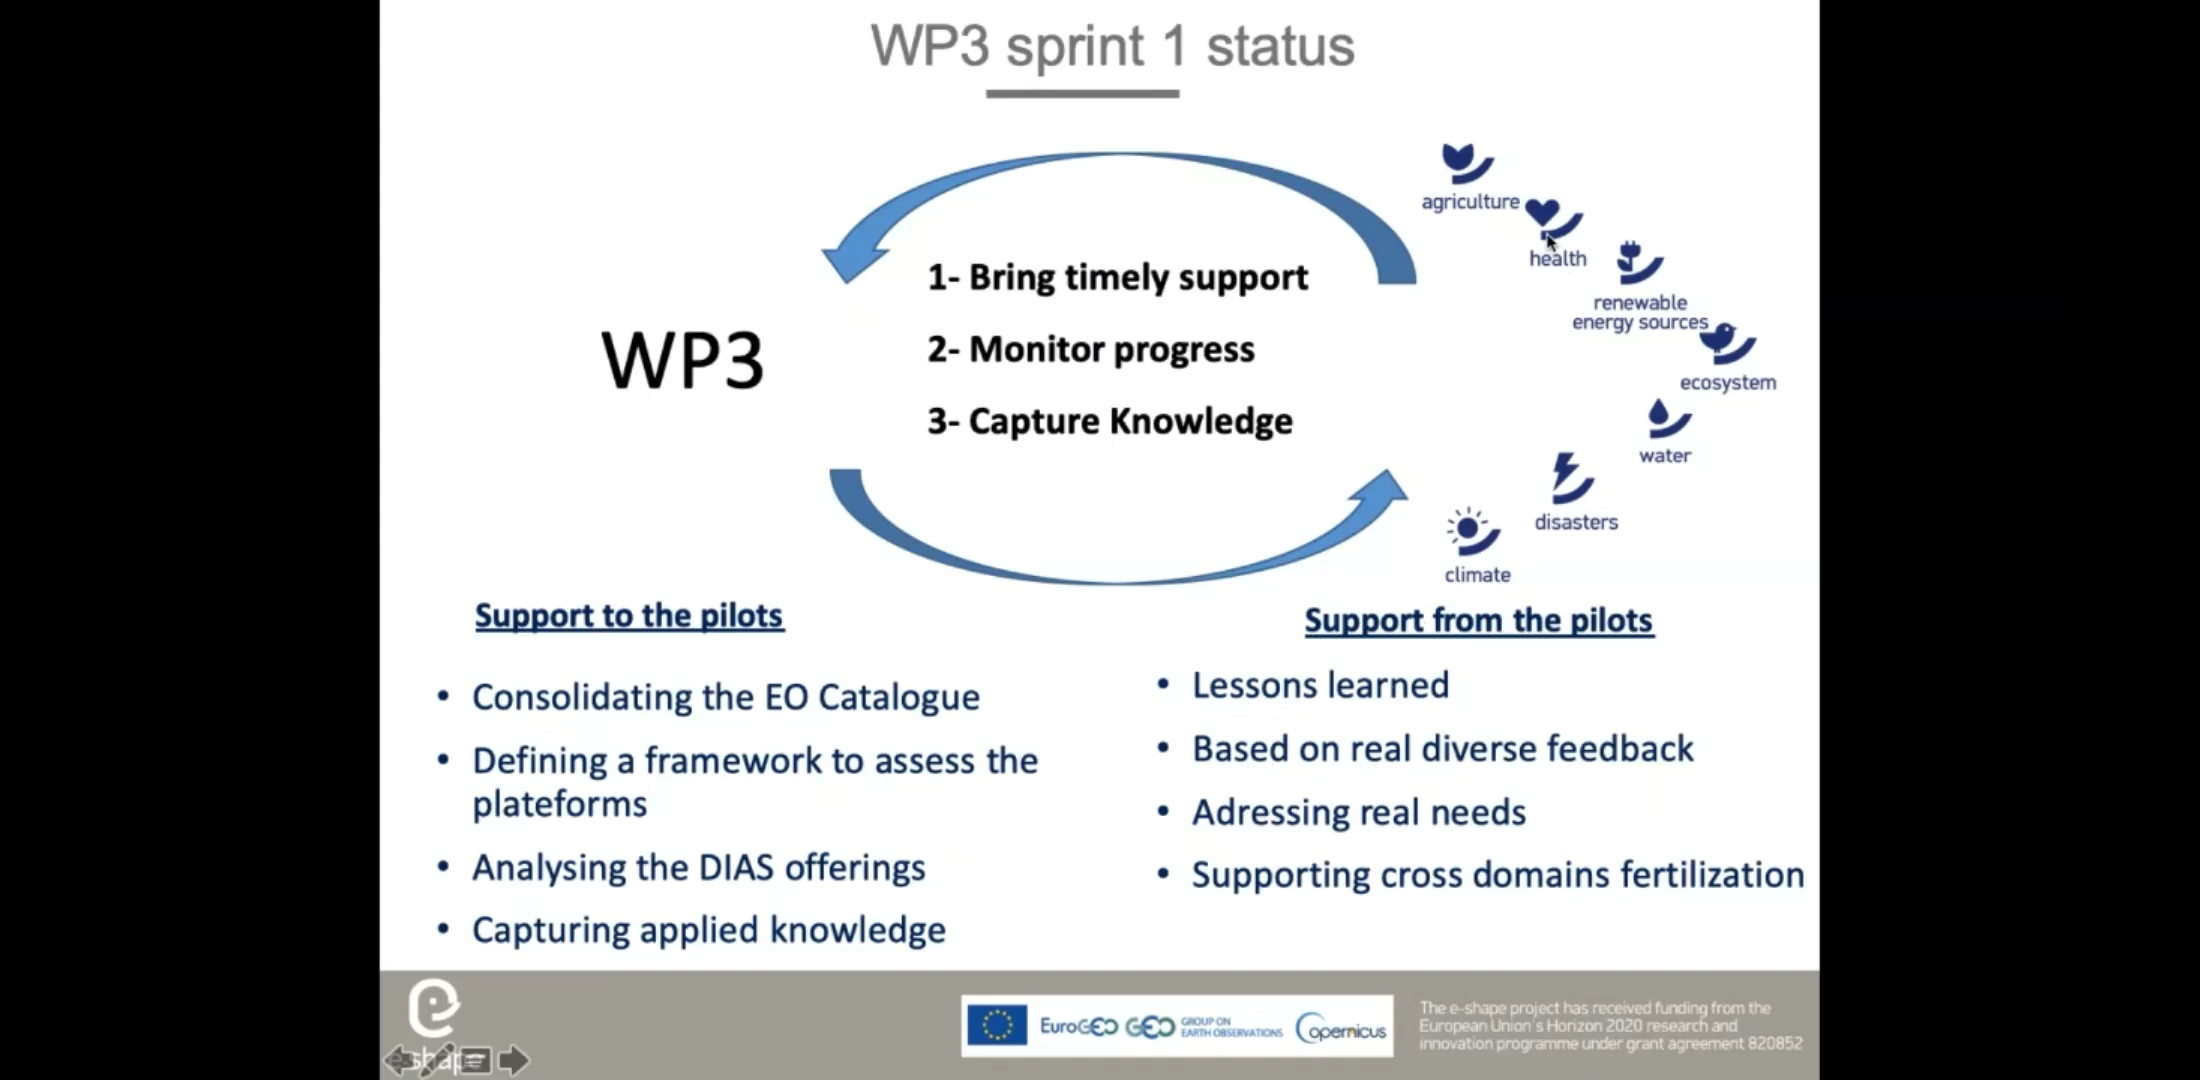 WP3 sprint 1 status
agriculture
health
renewable
energy sources
ecosystem
water
disasters
climate
WP3
1- Bring timely support
2- Monitor progress
3- Capture Knowledge
Support to the pilots
• Consolidating the EO Catalogue
• Defining a framework to assess the
plateforms
• Analysing the DIAS offerings
• Capturing applied knowledge
Support from the pilots
• Lessons learned
• Based on real diverse feedback
• Adressing real needs
• Supporting cross domains fertilization
e
shape
EuroGEO
GEO
GROUP ON
EARTH OBSERVATIONS
Copernicus
The e-shape project has received funding from the
European Union's Horizon 2020 research and
innovation programme under grant agreement 820852